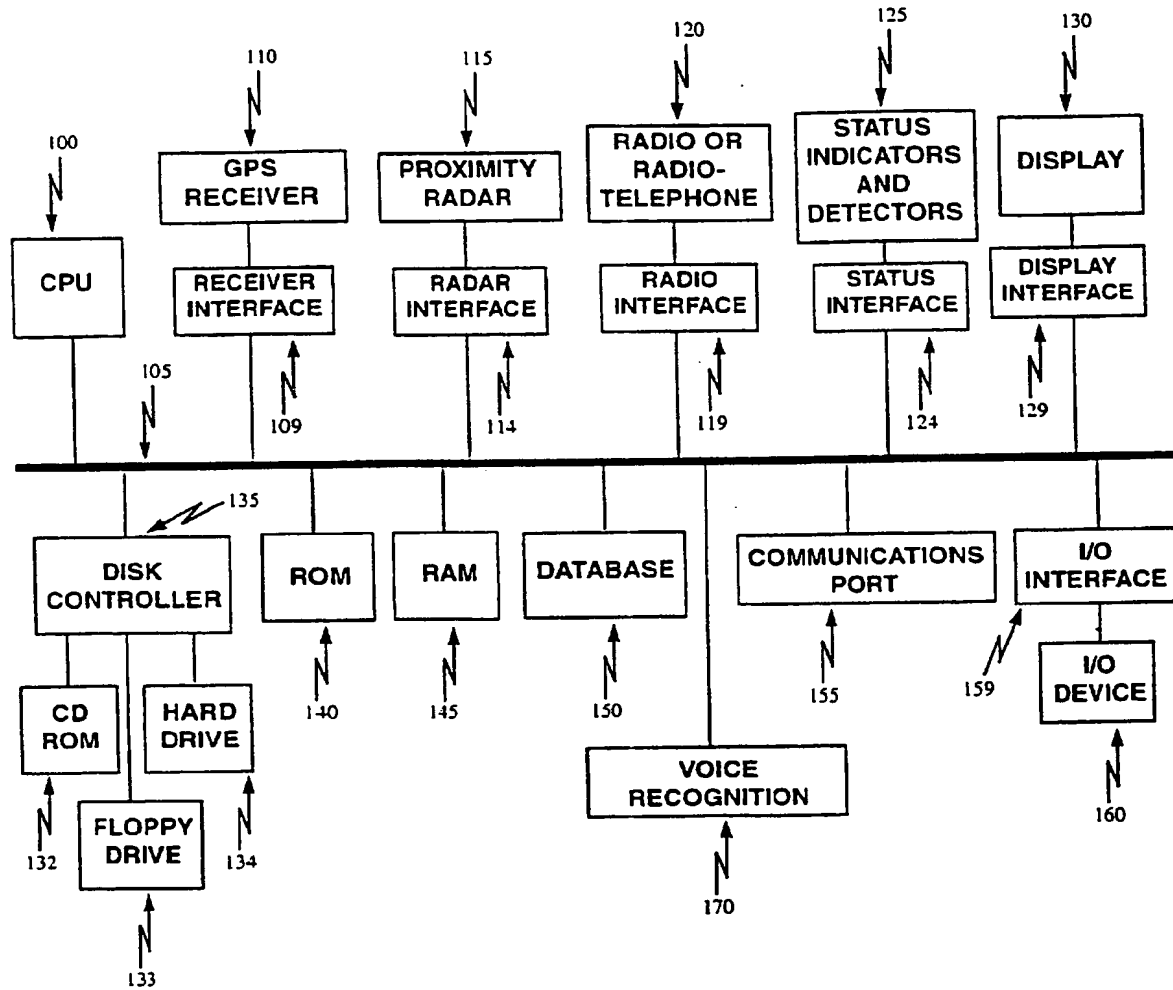 110
115
120
125
130
100
GPS
RECEIVER
PROXIMITY
RADAR
RADIO OR
RADIO-
TELEPHONE
STATUS
INDICATORS
AND
DETECTORS
DISPLAY
CPU
RECEIVER
INTERFACE
RADAR
INTERFACE
RADIO
INTERFACE
STATUS
INTERFACE
DISPLAY
INTERFACE
105
109
114
119
124
129
135
DISK
CONTROLLER
ROM
RAM
DATABASE
COMMUNICATIONS
PORT
I/O
INTERFACE
140
145
150
155
159
I/O
DEVICE
CD
ROM
HARD
DRIVE
VOICE
RECOGNITION
160
132
FLOPPY
DRIVE
134
170
133